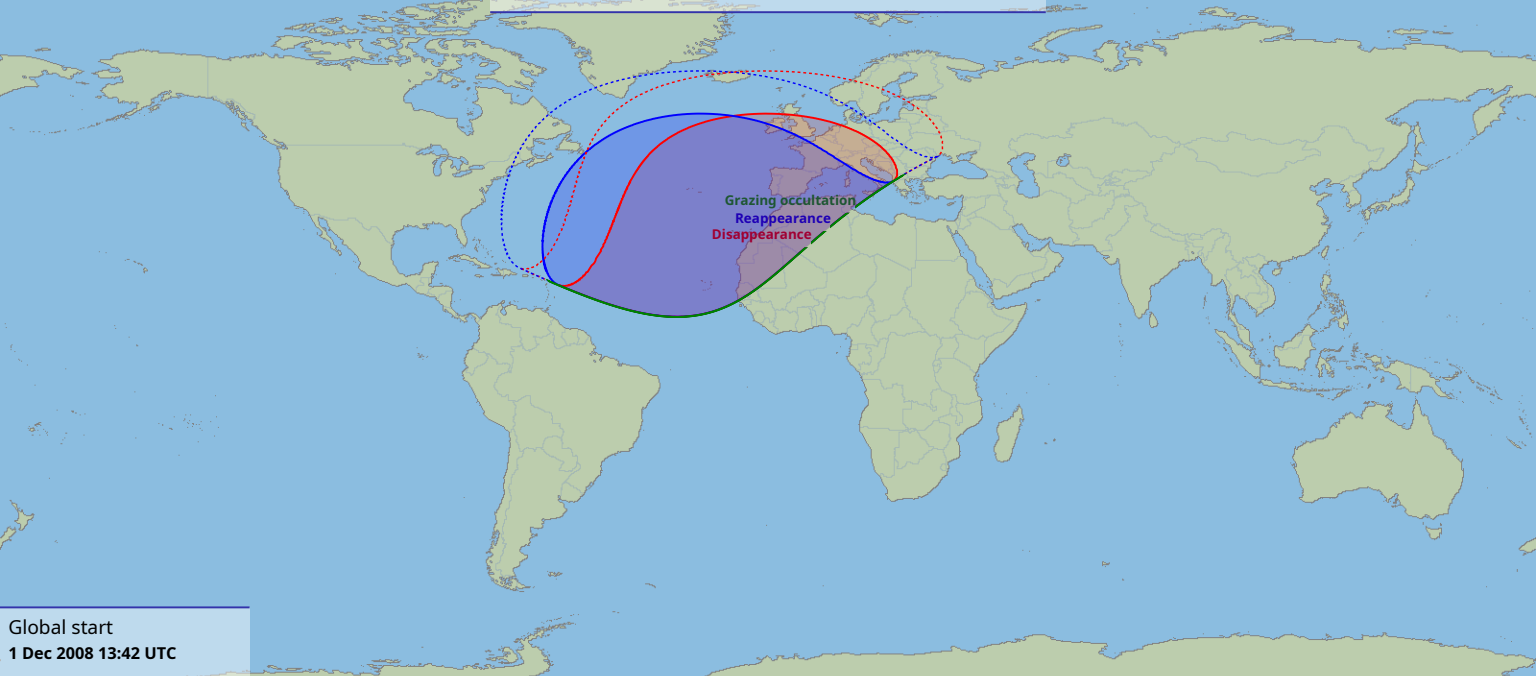 Grazing occultation
Reappearance
Disappearance
Global start
1 Dec 2008 13:42 UTC